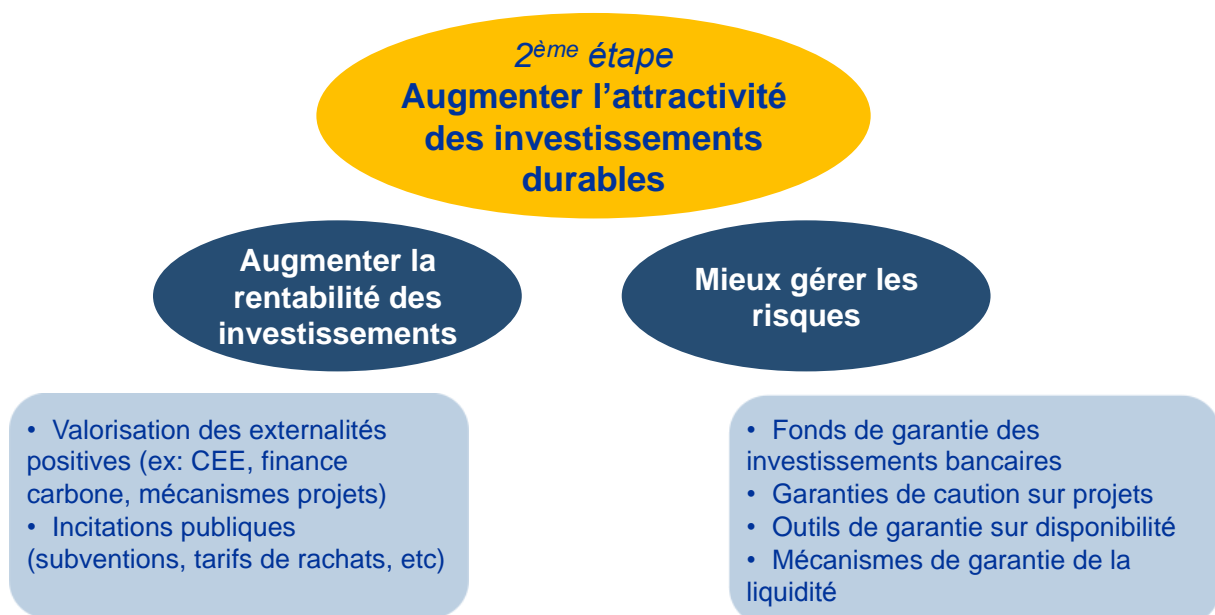 2ème étape
Augmenter l’attractivité
des investissements
durables
Augmenter la
rentabilité des
investissements
Mieux gérer les
risques
• Valorisation des externalités
positives (ex: CEE, finance
carbone, mécanismes projets)
• Incitations publiques
(subventions, tarifs de rachats, etc)
• Fonds de garantie des
investissements bancaires
• Garanties de caution sur projets
• Outils de garantie sur disponibilité
• Mécanismes de garantie de la
liquidité